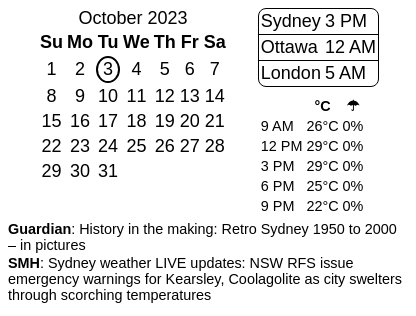 October 2023
Su Mo Tu We Th Fr Sa
1 2 3 4 5 6 7
8 9 10 11 12 13 14
15 16 17 18 19 20 21
22 23 24 25 26 27 28
29 30 31
Sydney 3 PM
Ottawa 12 AM
London 5 AM
°C ☂
9 AM 26°C 0%
12 PM 29°C 0%
3 PM 29°C 0%
6 PM 25°C 0%
9 PM 22°C 0%
Guardian: History in the making: Retro Sydney 1950 to 2000
– in pictures
SMH: Sydney weather LIVE updates: NSW RFS issue
emergency warnings for Kearsley, Coolagolite as city swelters
through scorching temperatures